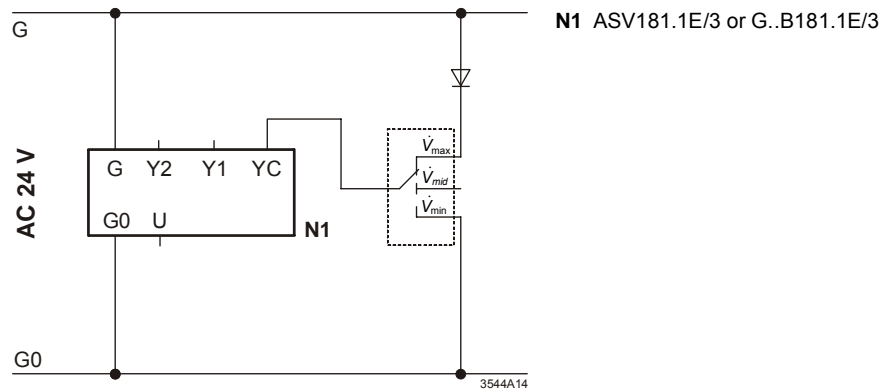 G
N1 ASV181.1E/3 or G..B181.1E/3
AC 24 V
V̇max
G Y2 Y1 YC
V̇mid
V̇min
G0 U
N1
G0
3544A14